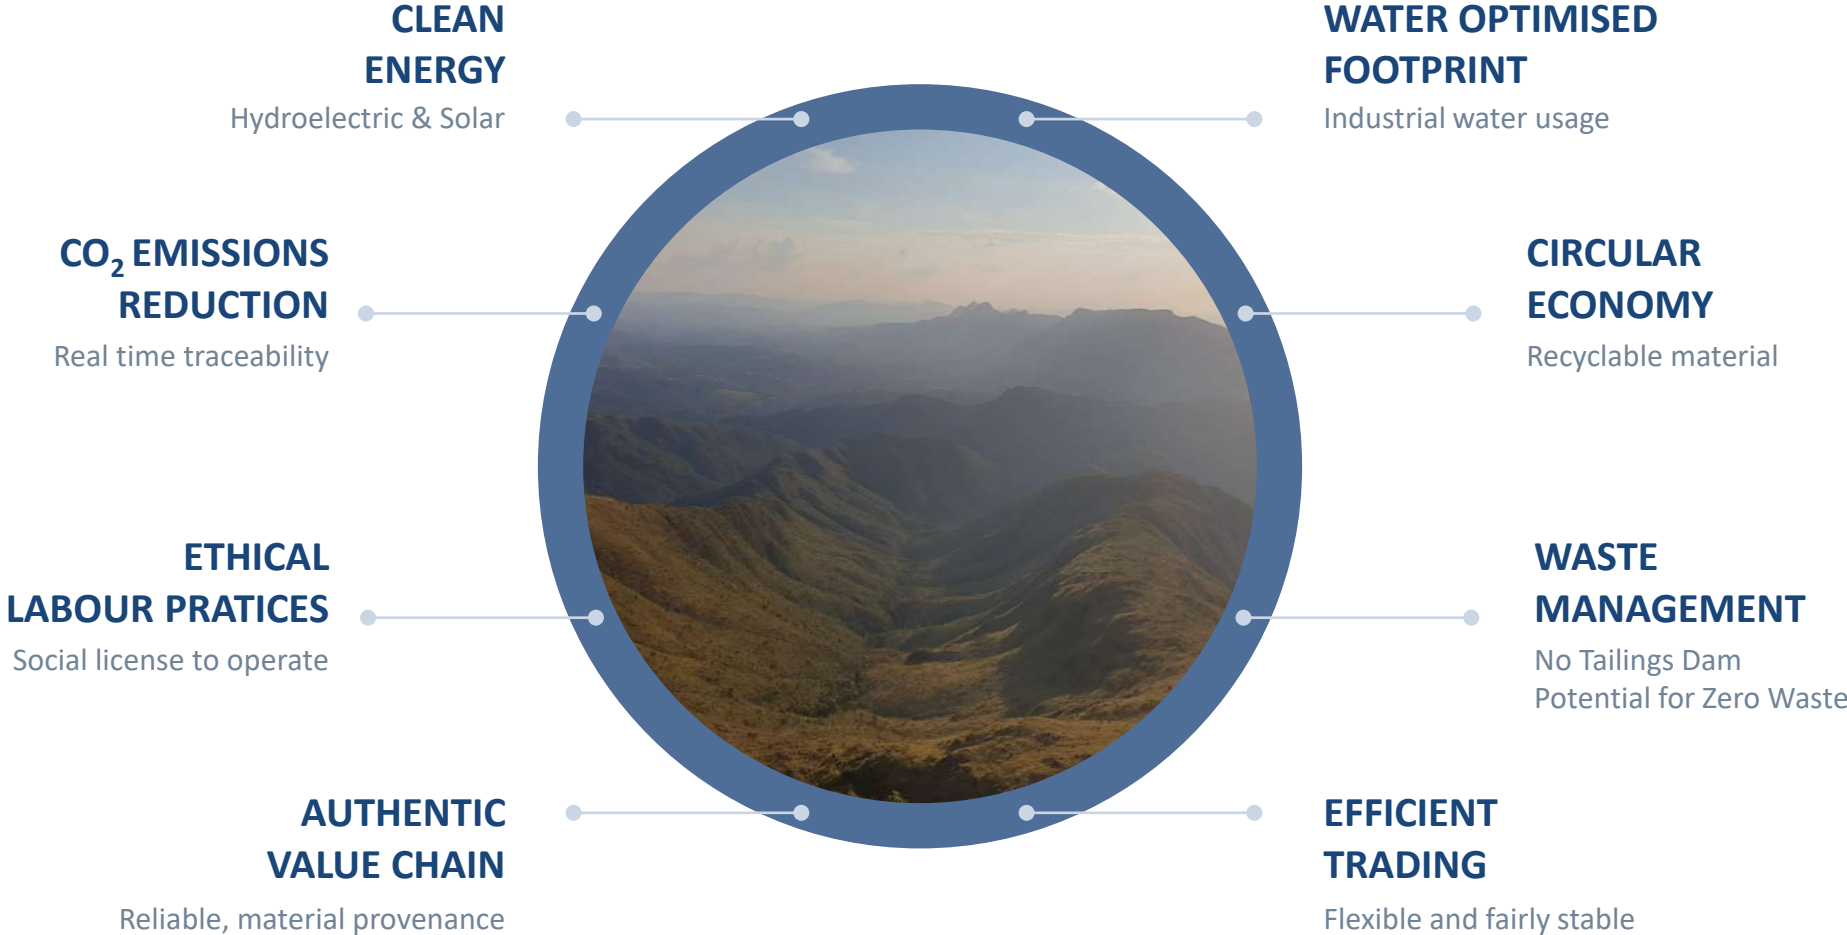 CLEAN
ENERGY
Hydroelectric & Solar
WATER OPTIMISED
FOOTPRINT
Industrial water usage
CO₂ EMISSIONS
REDUCTION
Real time traceability
CIRCULAR
ECONOMY
Recyclable material
ETHICAL
LABOUR PRATICES
Social license to operate
WASTE
MANAGEMENT
No Tailings Dam
Potential for Zero Waste
AUTHENTIC
VALUE CHAIN
Reliable, material provenance
EFFICIENT
TRADING
Flexible and fairly stable